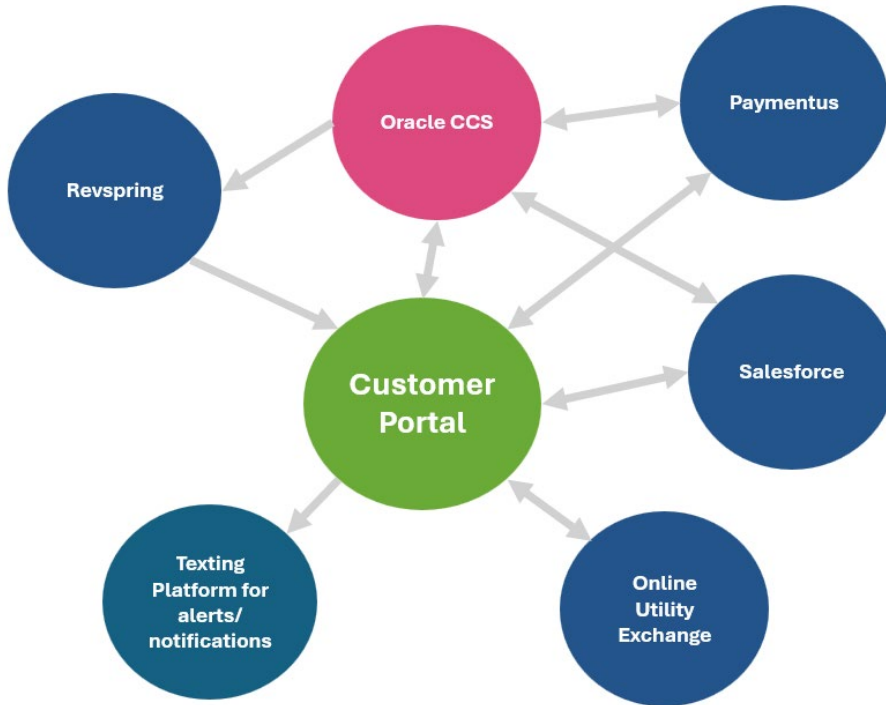 Oracle CCS
Paymentus
Revspring
Salesforce
Customer
Portal
Texting
Platform for
alerts/
notifications
Online
Utility
Exchange